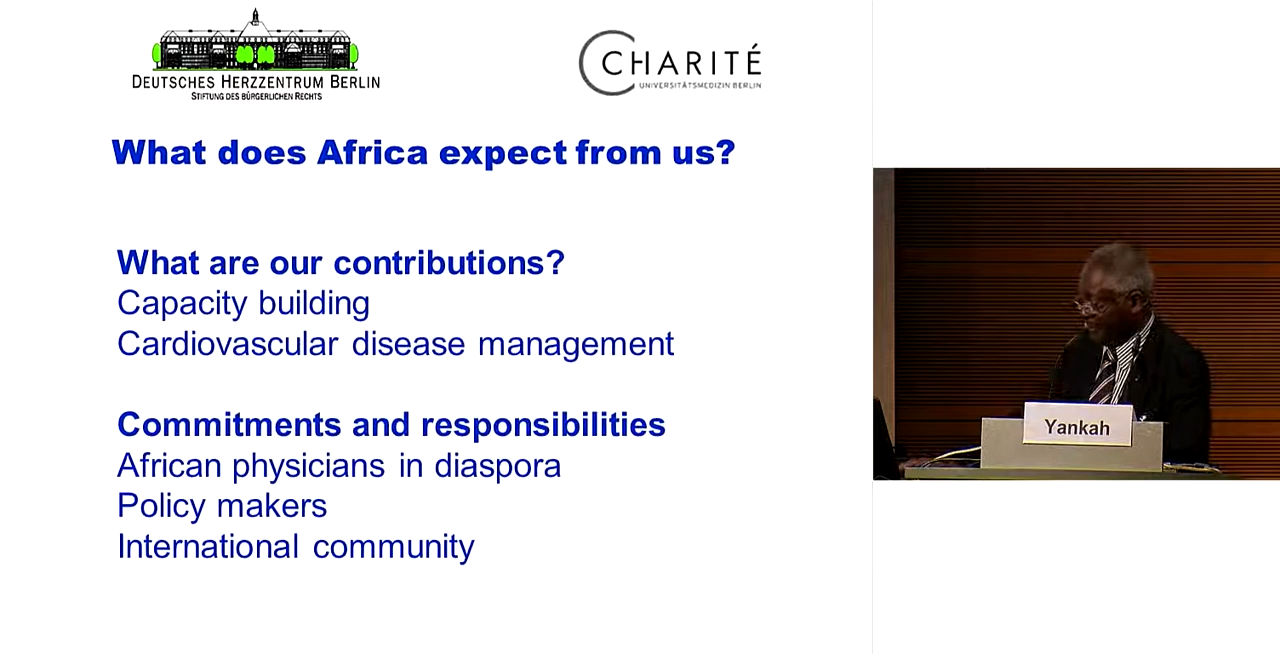 DEUTSCHES HERZZENTRUM BERLIN
STIFTUNG DES BÜRGERLICHEN RECHTS
CHARITÉ
UNIVERSITÄTSMEDIZIN BERLIN
What does Africa expect from us?
What are our contributions?
Capacity building
Cardiovascular disease management
Commitments and responsibilities
African physicians in diaspora
Policy makers
International community
Yankah